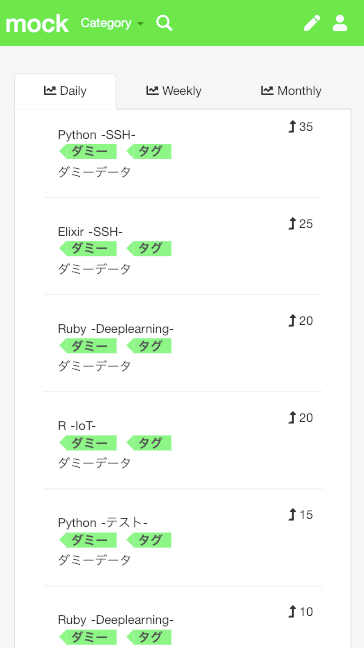 mock Category
Daily Weekly Monthly
Python -SSH- 35
ダミー タグ
ダミーデータ
Elixir -SSH- 25
ダミー タグ
ダミーデータ
Ruby -Deeplearning- 20
ダミー タグ
ダミーデータ
R -IoT- 20
ダミー タグ
ダミーデータ
Python -テスト- 15
ダミー タグ
ダミーデータ
Ruby -Deeplearning- 10
ダミー タグ